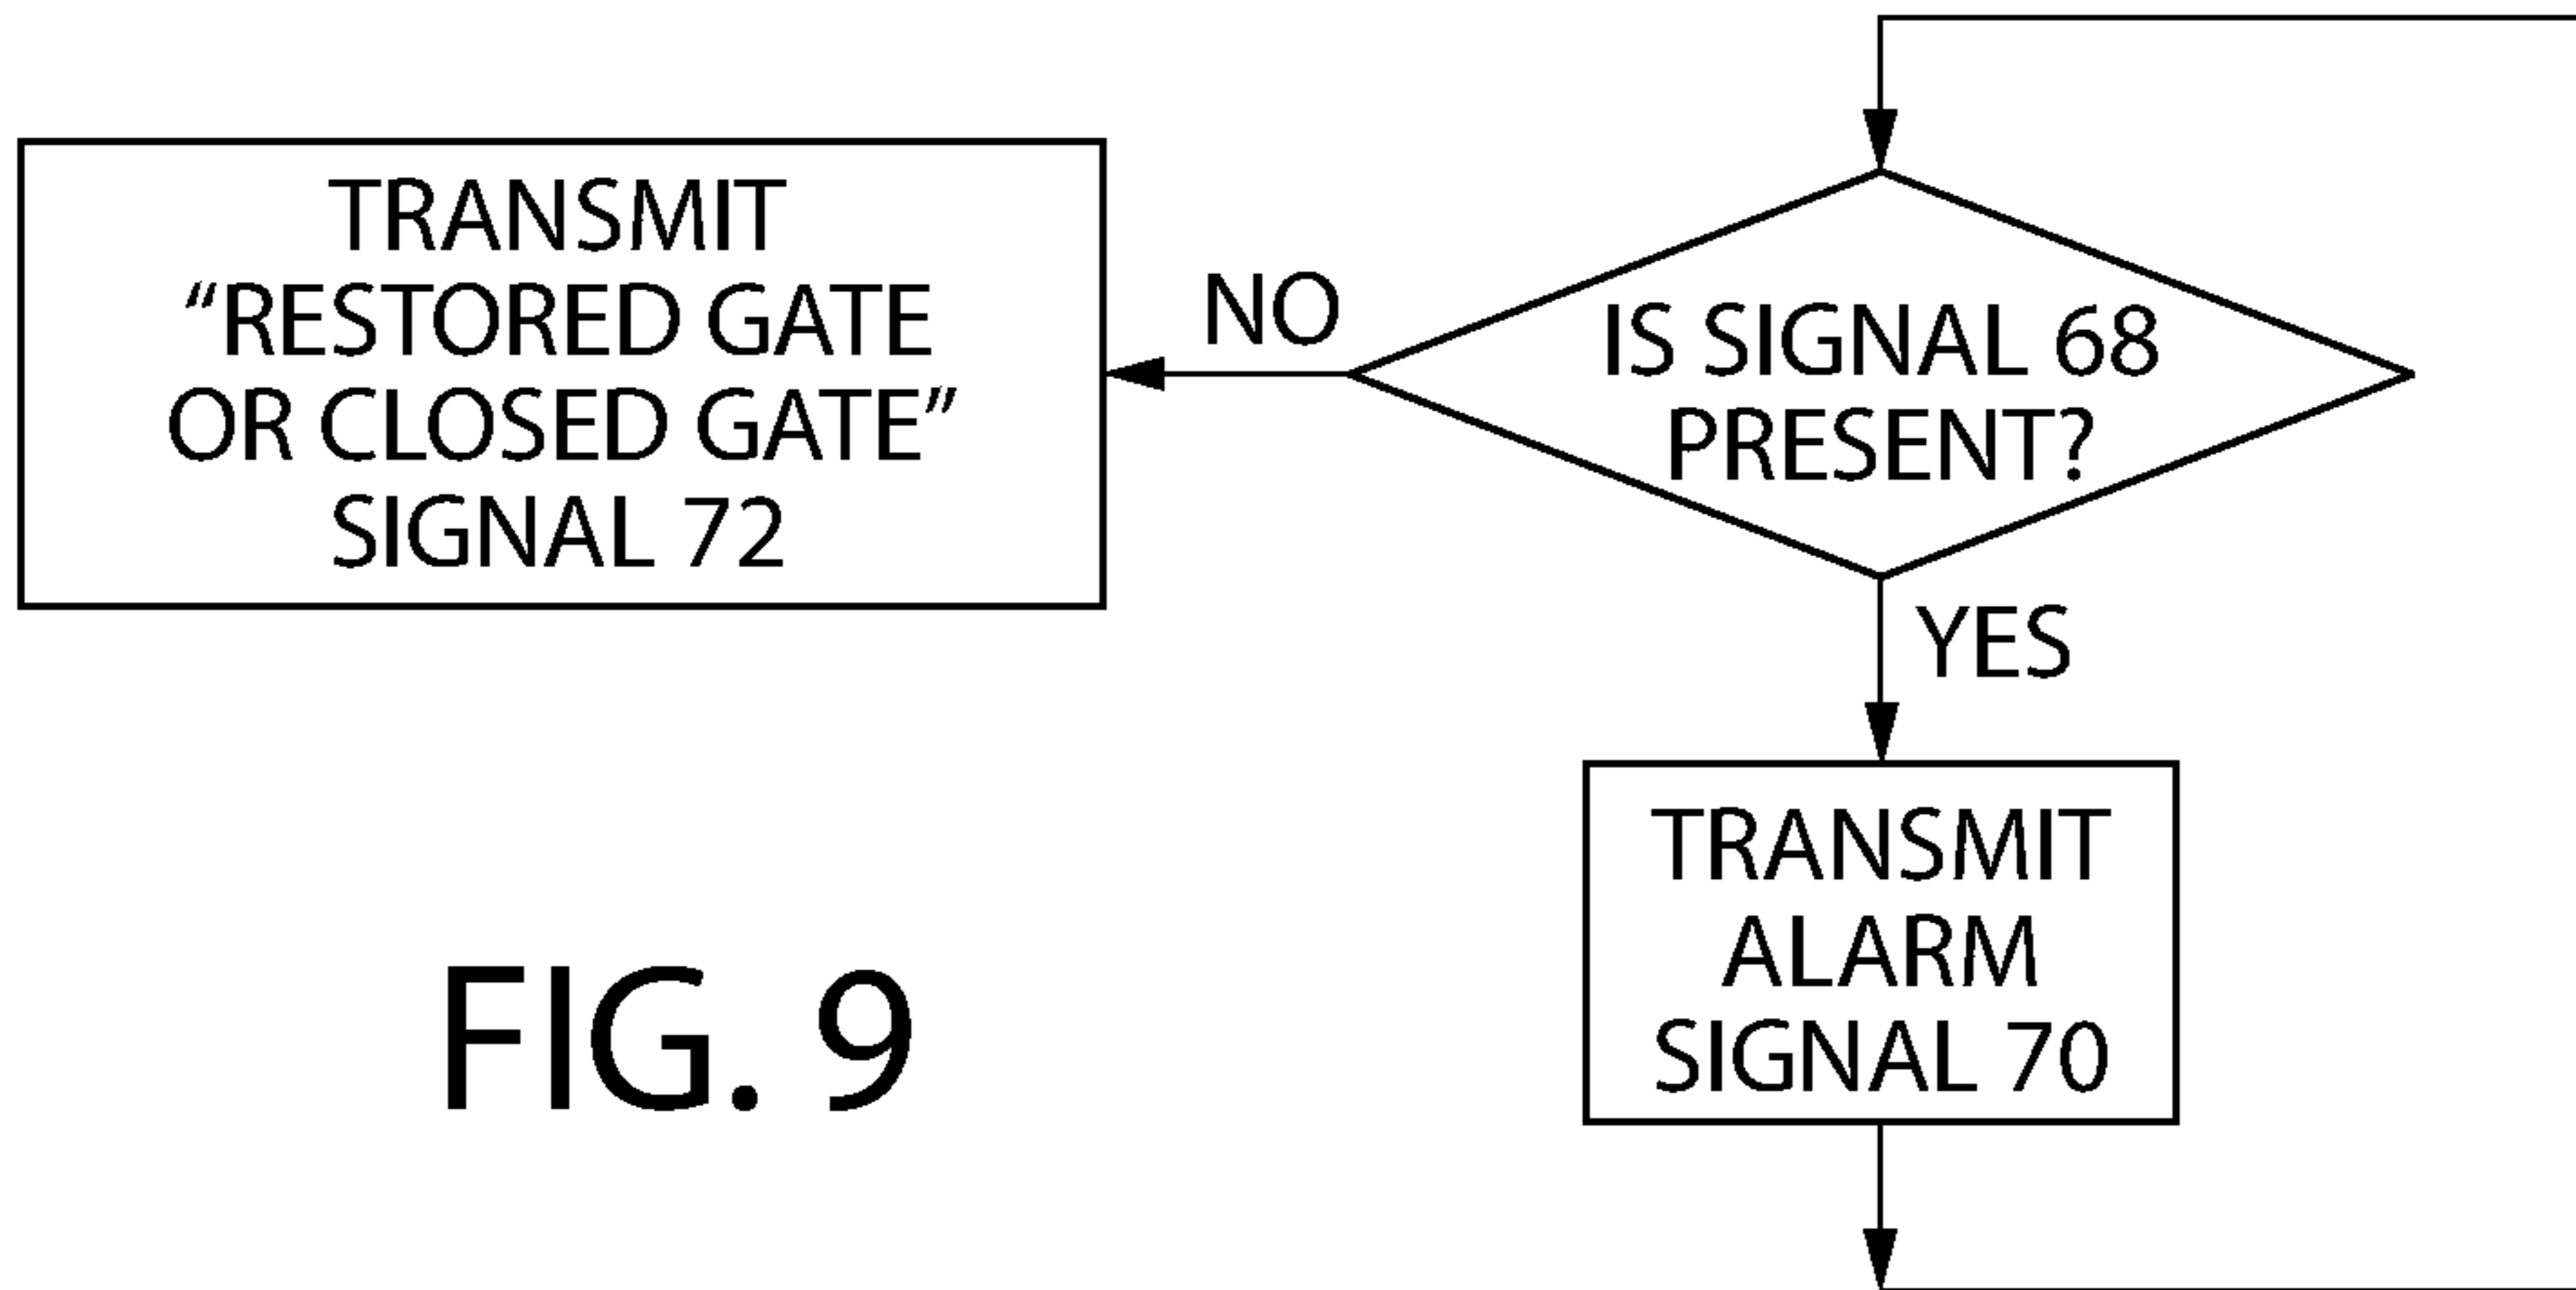 TRANSMIT
“RESTORED GATE
OR CLOSED GATE”
SIGNAL 72
NO
IS SIGNAL 68
PRESENT?
YES
TRANSMIT
ALARM
SIGNAL 70
FIG. 9